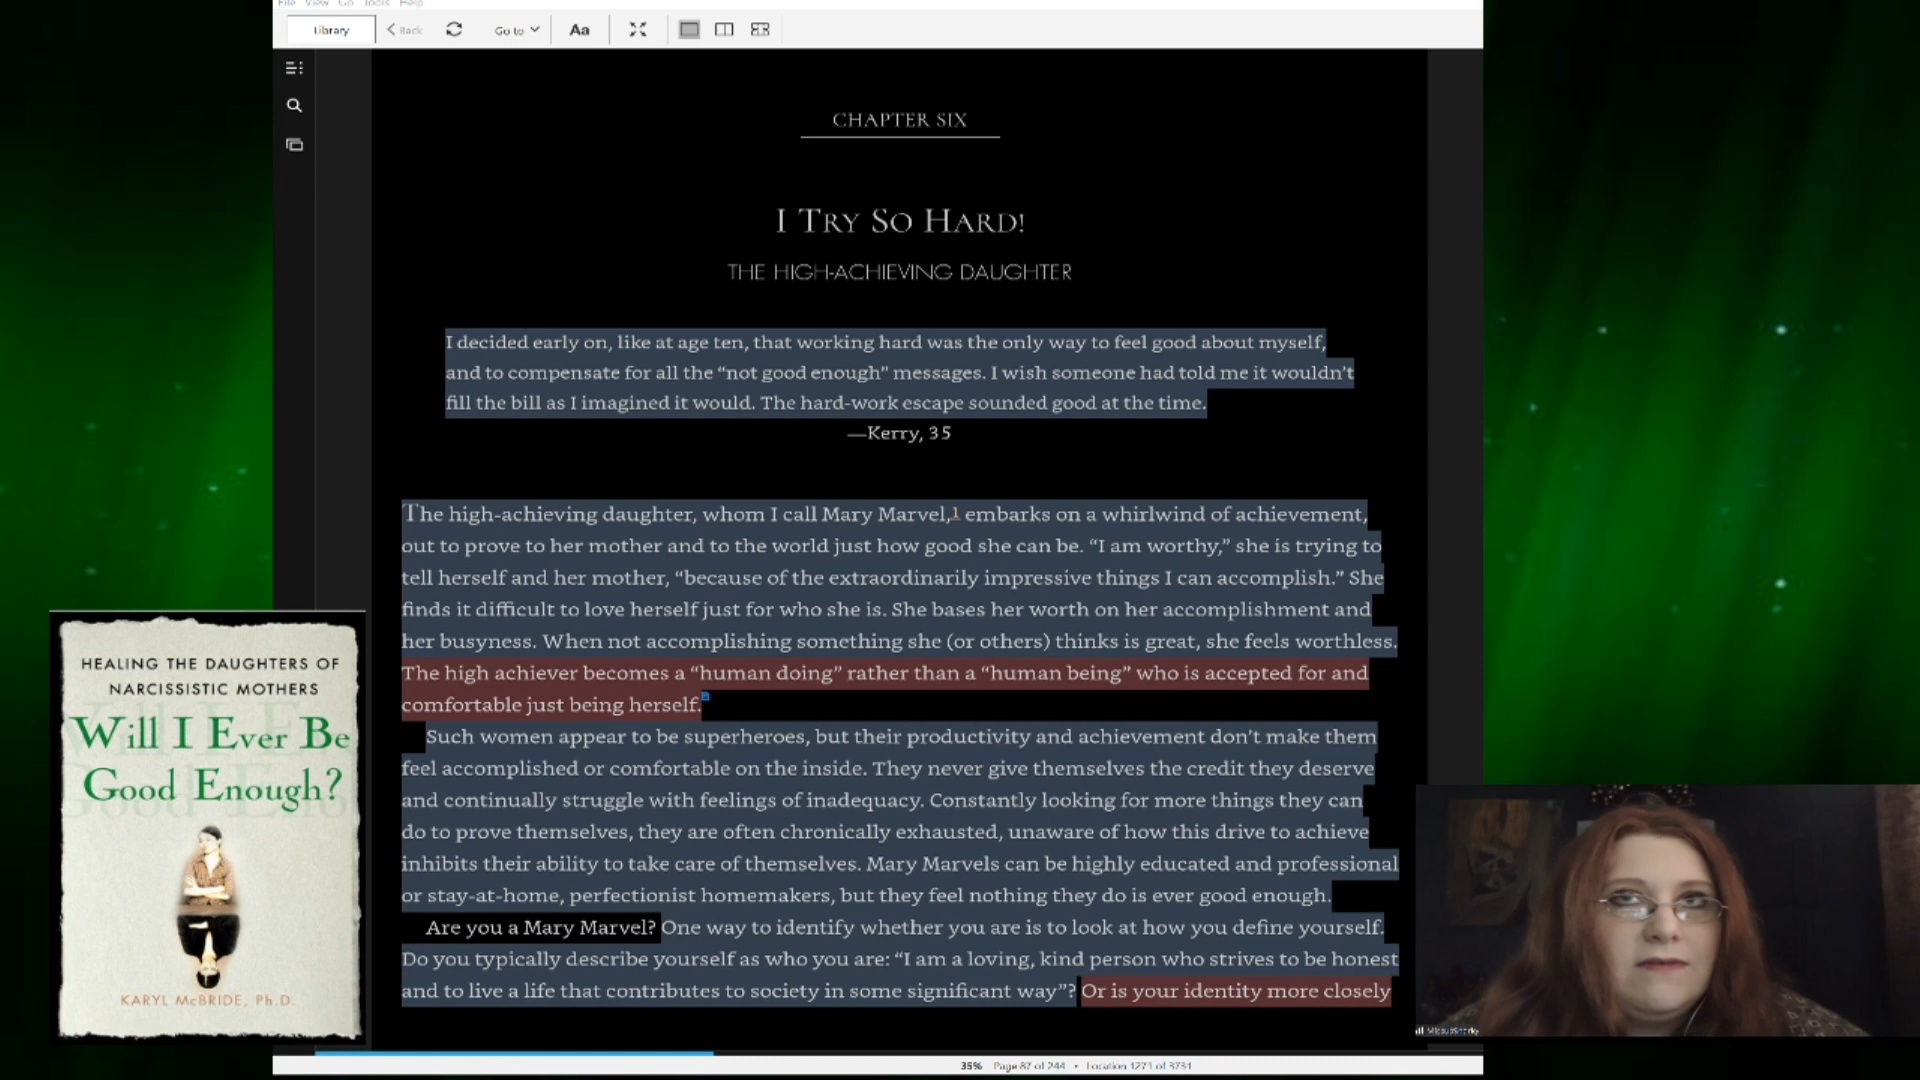 File View Go Tools Help
Library
Back
Go to
Aa
CHAPTER SIX
I TRY SO HARD!
THE HIGH-ACHIEVING DAUGHTER
I decided early on, like at age ten, that working hard was the only way to feel good about myself,
and to compensate for all the “not good enough” messages. I wish someone had told me it wouldn’t
fill the bill as I imagined it would. The hard-work escape sounded good at the time.
—Kerry, 35
The high-achieving daughter, whom I call Mary Marvel,1 embarks on a whirlwind of achievement,
out to prove to her mother and to the world just how good she can be. “I am worthy,” she is trying to
tell herself and her mother, “because of the extraordinarily impressive things I can accomplish.” She
finds it difficult to love herself just for who she is. She bases her worth on her accomplishment and
her busyness. When not accomplishing something she (or others) thinks is great, she feels worthless.
The high achiever becomes a “human doing” rather than a “human being” who is accepted for and
comfortable just being herself.
Such women appear to be superheroes, but their productivity and achievement don’t make them
feel accomplished or comfortable on the inside. They never give themselves the credit they deserve
and continually struggle with feelings of inadequacy. Constantly looking for more things they can
do to prove themselves, they are often chronically exhausted, unaware of how this drive to achieve
inhibits their ability to take care of themselves. Mary Marvels can be highly educated and professional
or stay-at-home, perfectionist homemakers, but they feel nothing they do is ever good enough.
Are you a Mary Marvel? One way to identify whether you are is to look at how you define yourself.
Do you typically describe yourself as who you are: “I am a loving, kind person who strives to be honest
and to live a life that contributes to society in some significant way”? Or is your identity more closely
35% Page 87 of 244 • Location 1271 of 3731
HEALING THE DAUGHTERS OF
NARCISSISTIC MOTHERS
Will I Ever Be
Good Enough?
KARYL McBRIDE, Ph.D.